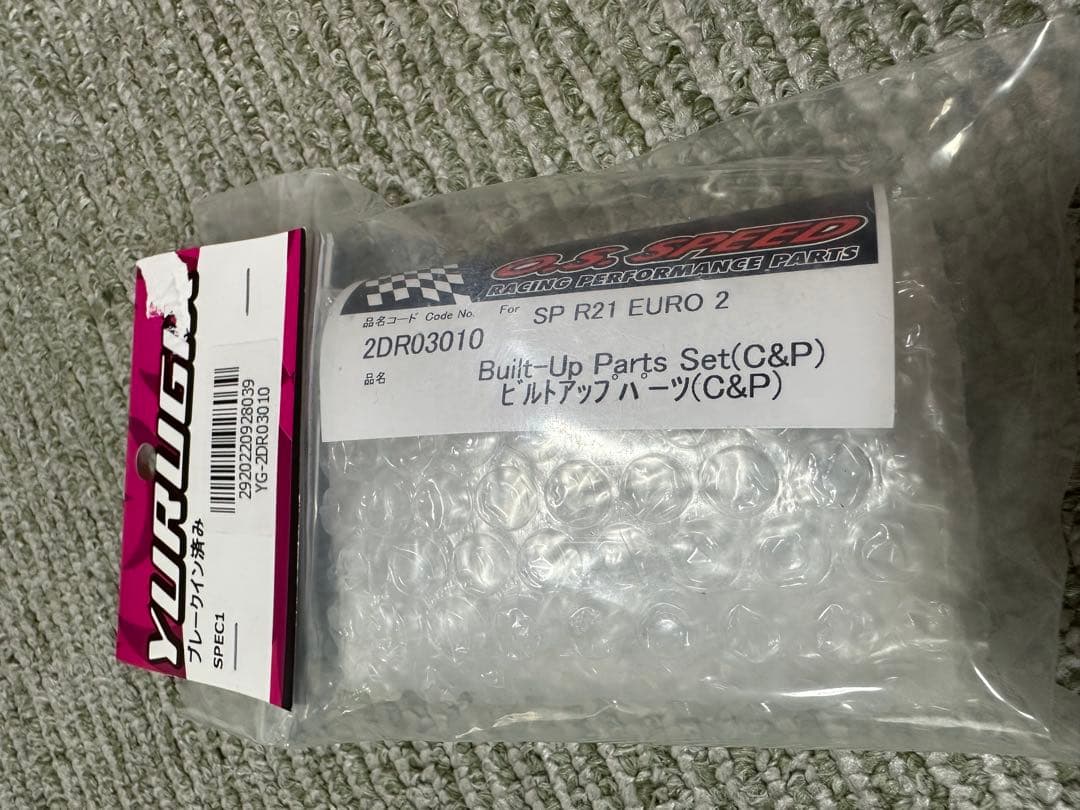 O.S. SPEED
RACING PERFORMANCE PARTS
品名コード Code No. For SP R21 EURO 2
2DR03010
品名 Built-Up Parts Set(C&P)
ビルトアップパーツ(C&P)
ブレークイン済み
SPEC1
2920220928039
YG-2DR03010